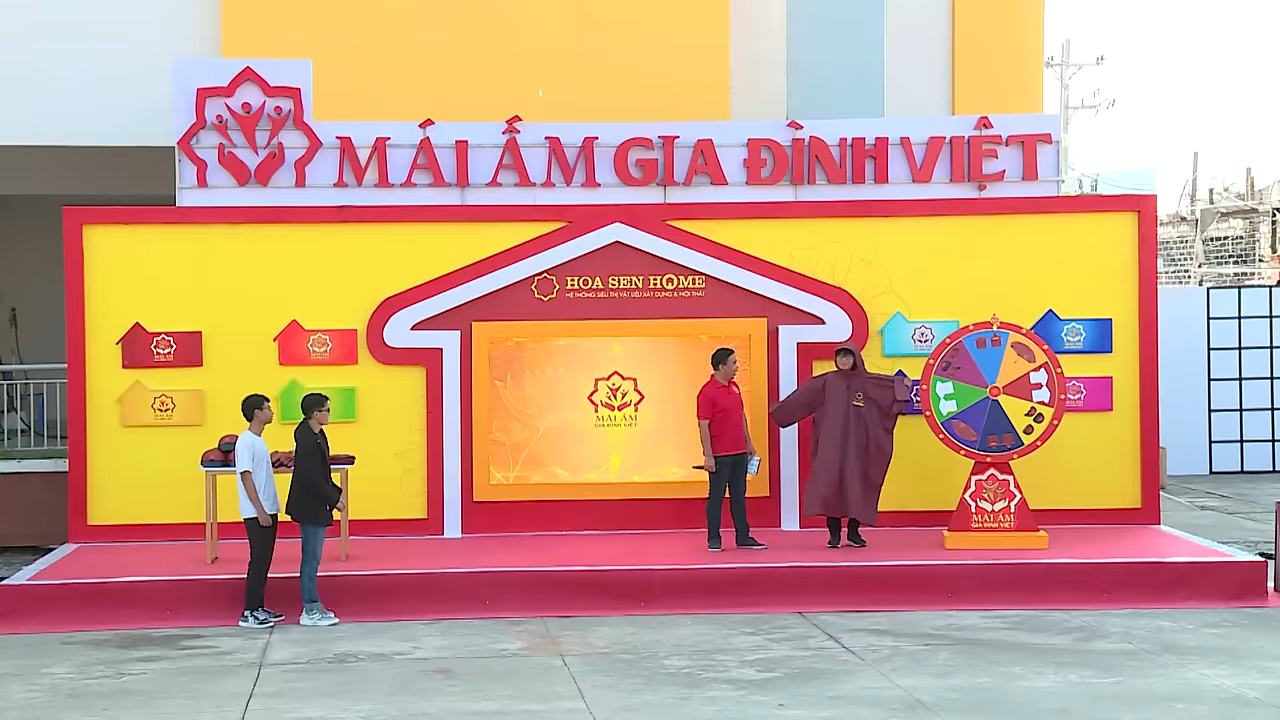 MÁI ẤM GIA ĐÌNH VIỆT
HOA SEN HOME
HỆ THỐNG SIÊU THỊ VẬT LIỆU XÂY DỰNG & NỘI THẤT
MÁI ẤM
GIA ĐÌNH VIỆT
MÁI ẤM
GIA ĐÌNH VIỆT